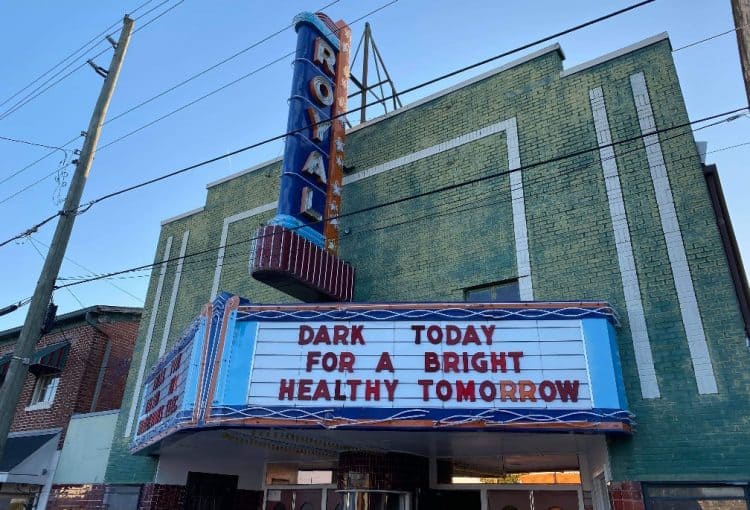 ROYAL
DARK TODAY
FOR A BRIGHT
HEALTHY TOMORROW